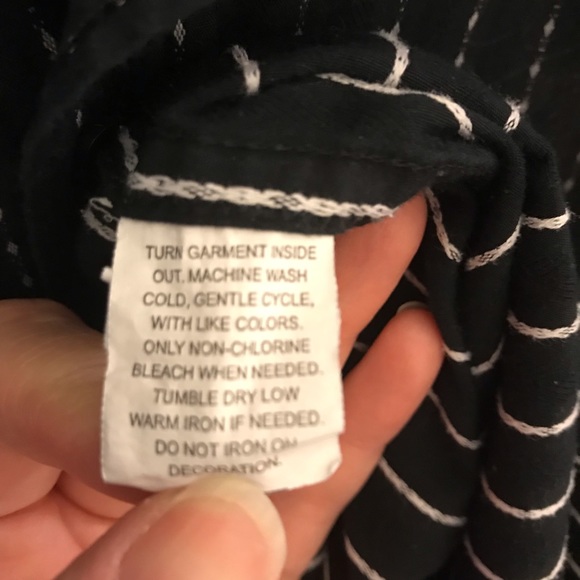 TURN GARMENT INSIDE
OUT. MACHINE WASH
COLD, GENTLE CYCLE,
WITH LIKE COLORS.
ONLY NON-CHLORINE
BLEACH WHEN NEEDED.
TUMBLE DRY LOW
WARM IRON IF NEEDED.
DO NOT IRON ON
DECORATION.